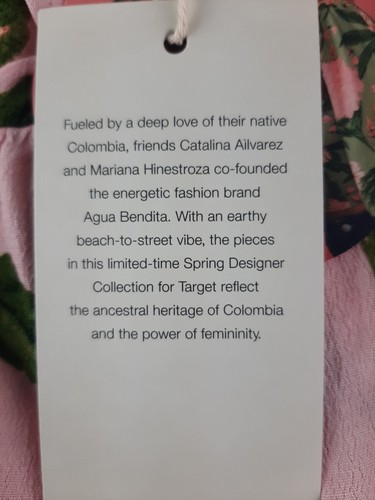 Fueled by a deep love of their native
Colombia, friends Catalina Ailvarez
and Mariana Hinestroza co-founded
the energetic fashion brand
Agua Bendita. With an earthy
beach-to-street vibe, the pieces
in this limited-time Spring Designer
Collection for Target reflect
the ancestral heritage of Colombia
and the power of femininity.